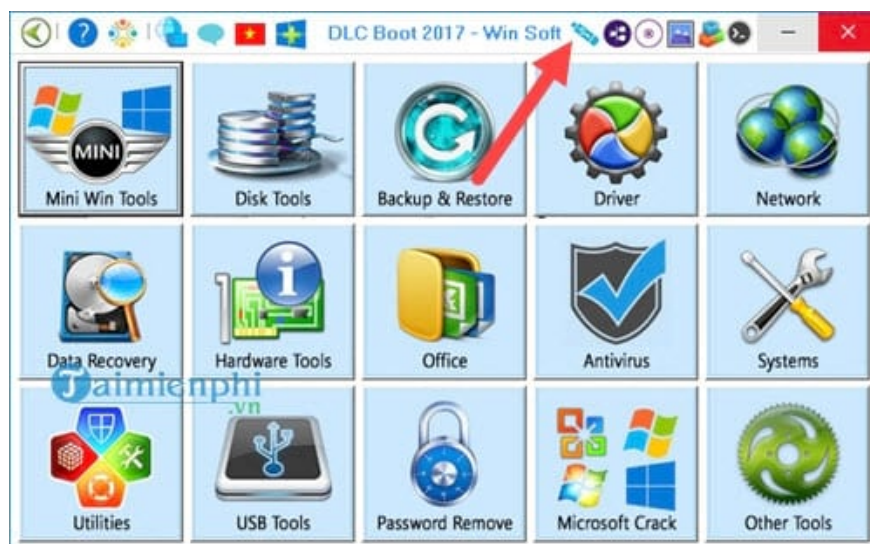 DLC Boot 2017 - Win Soft
MINI
Mini Win Tools
Disk Tools
Backup & Restore
Driver
Network
Data Recovery
Hardware Tools
Office
Antivirus
Systems
Taimienphi
.vn
Utilities
USB Tools
Password Remove
Microsoft Crack
Other Tools